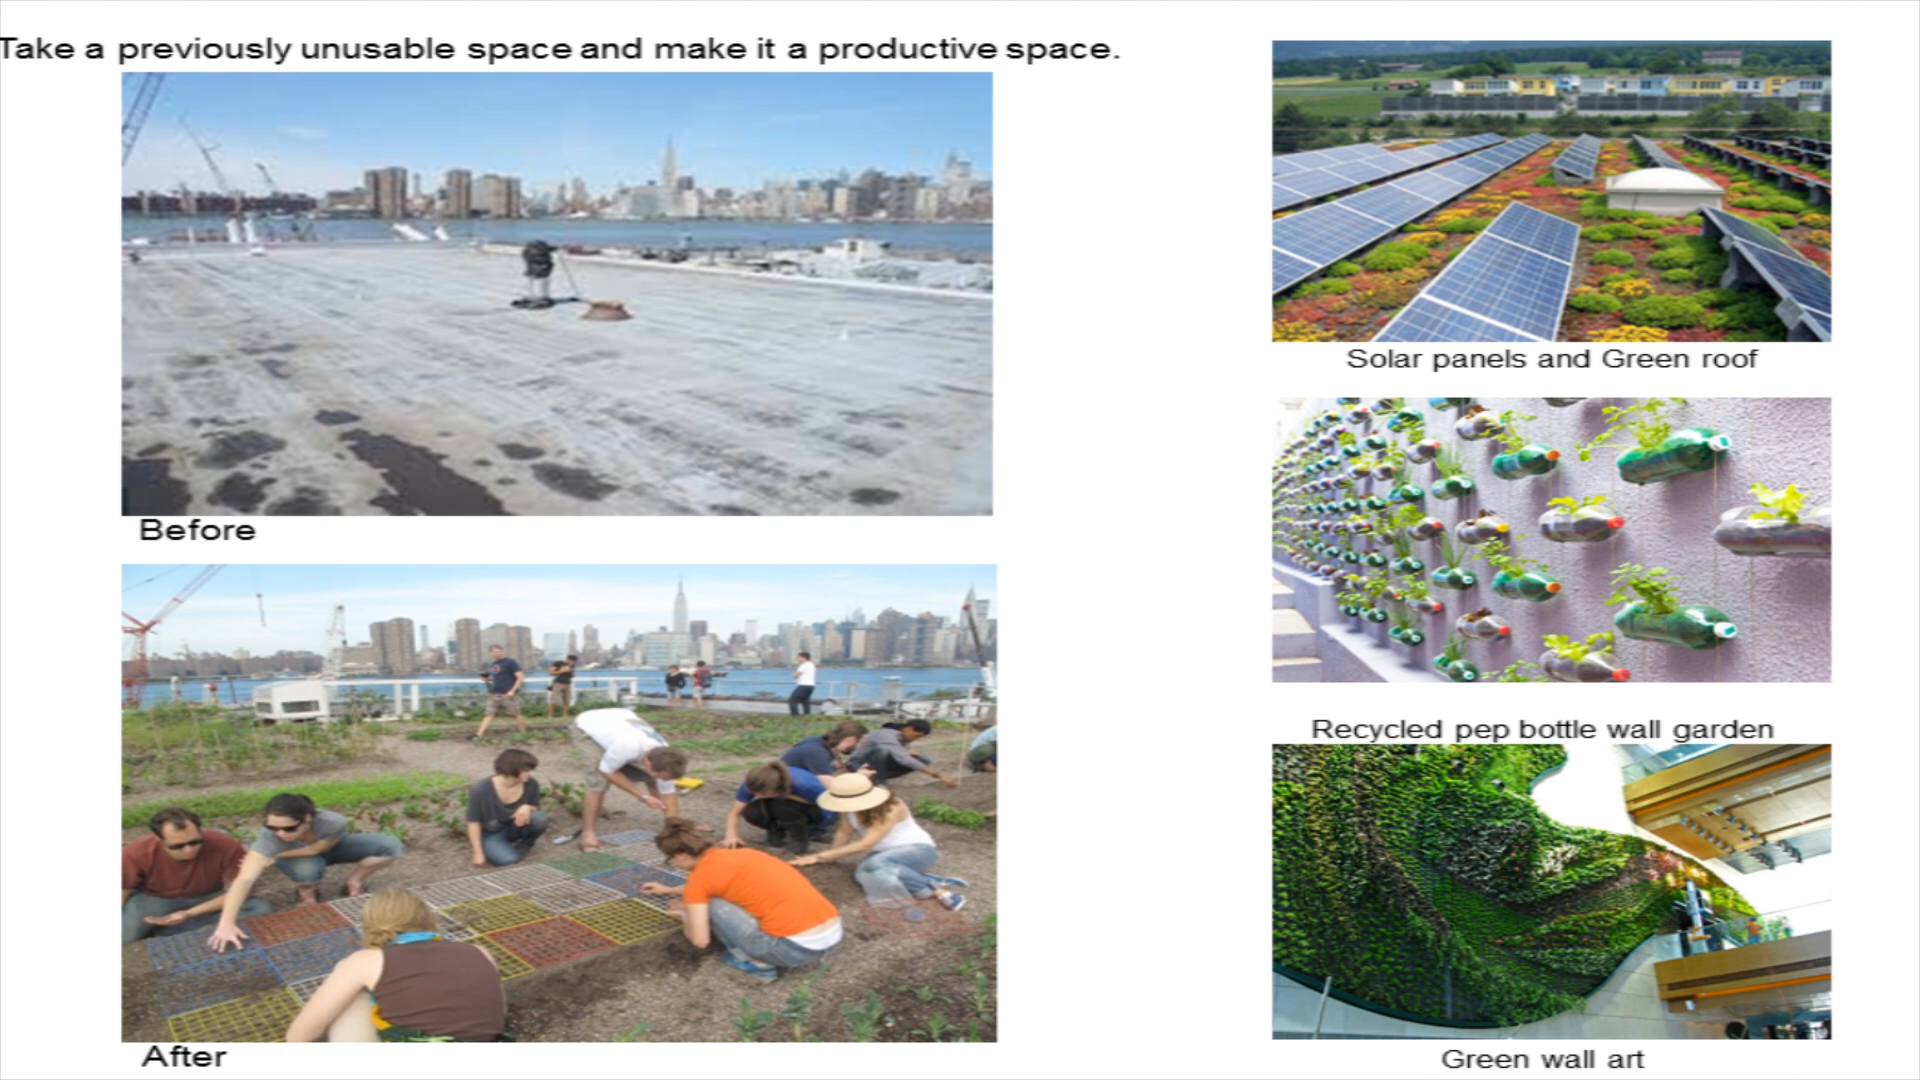 Take a previously unusable space and make it a productive space.
Before
After
Solar panels and Green roof
Recycled pep bottle wall garden
Green wall art